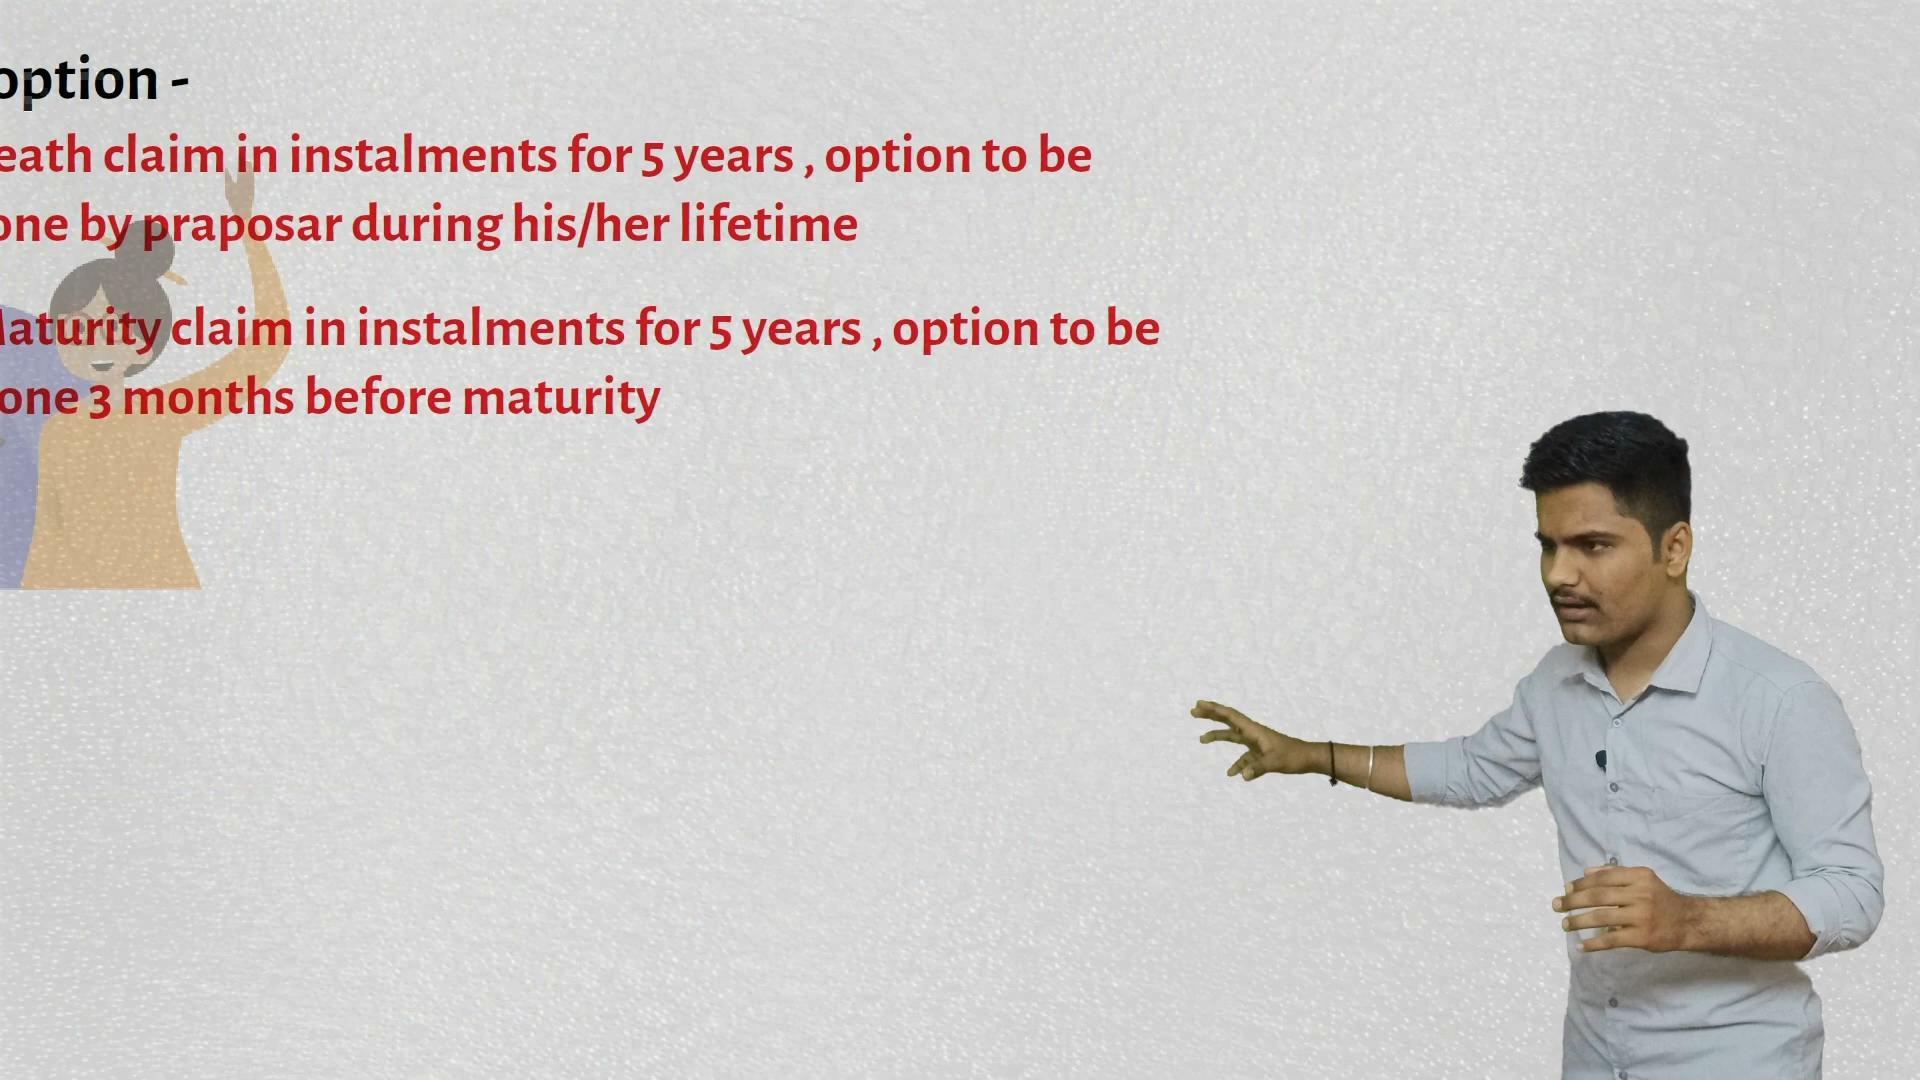 option -
eath claim in instalments for 5 years , option to be
one by praposar during his/her lifetime
aturity claim in instalments for 5 years , option to be
one 3 months before maturity